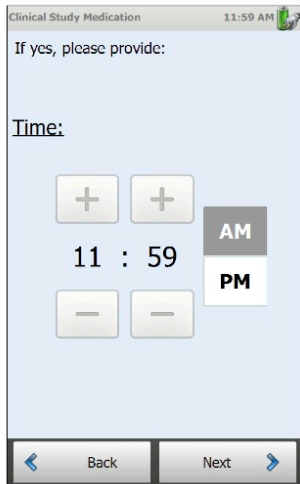 Clinical Study Medication 11:59 AM
If yes, please provide:
Time:
+ +
11 : 59
AM
PM
− −
Back Next